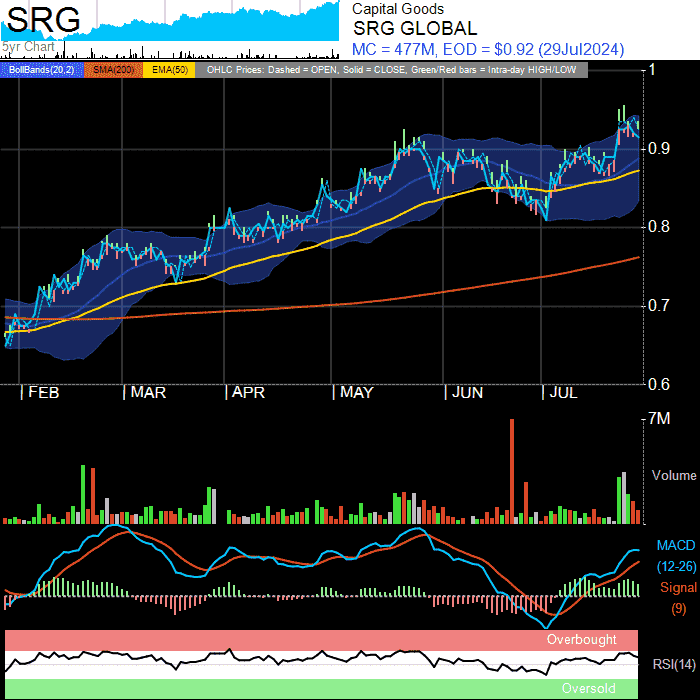 SRG
5yr Chart
Capital Goods
SRG GLOBAL
MC = 477M, EOD = $0.92 (29Jul2024)
BollBands(20,2) SMA(200) EMA(50) OHLC Prices: Dashed = OPEN, Solid = CLOSE, Green/Red bars = Intra-day HIGH/LOW
1
0.9
0.8
0.7
0.6
FEB MAR APR MAY JUN JUL
7M
Volume
MACD
(12-26)
Signal
(9)
Overbought
RSI(14)
Oversold